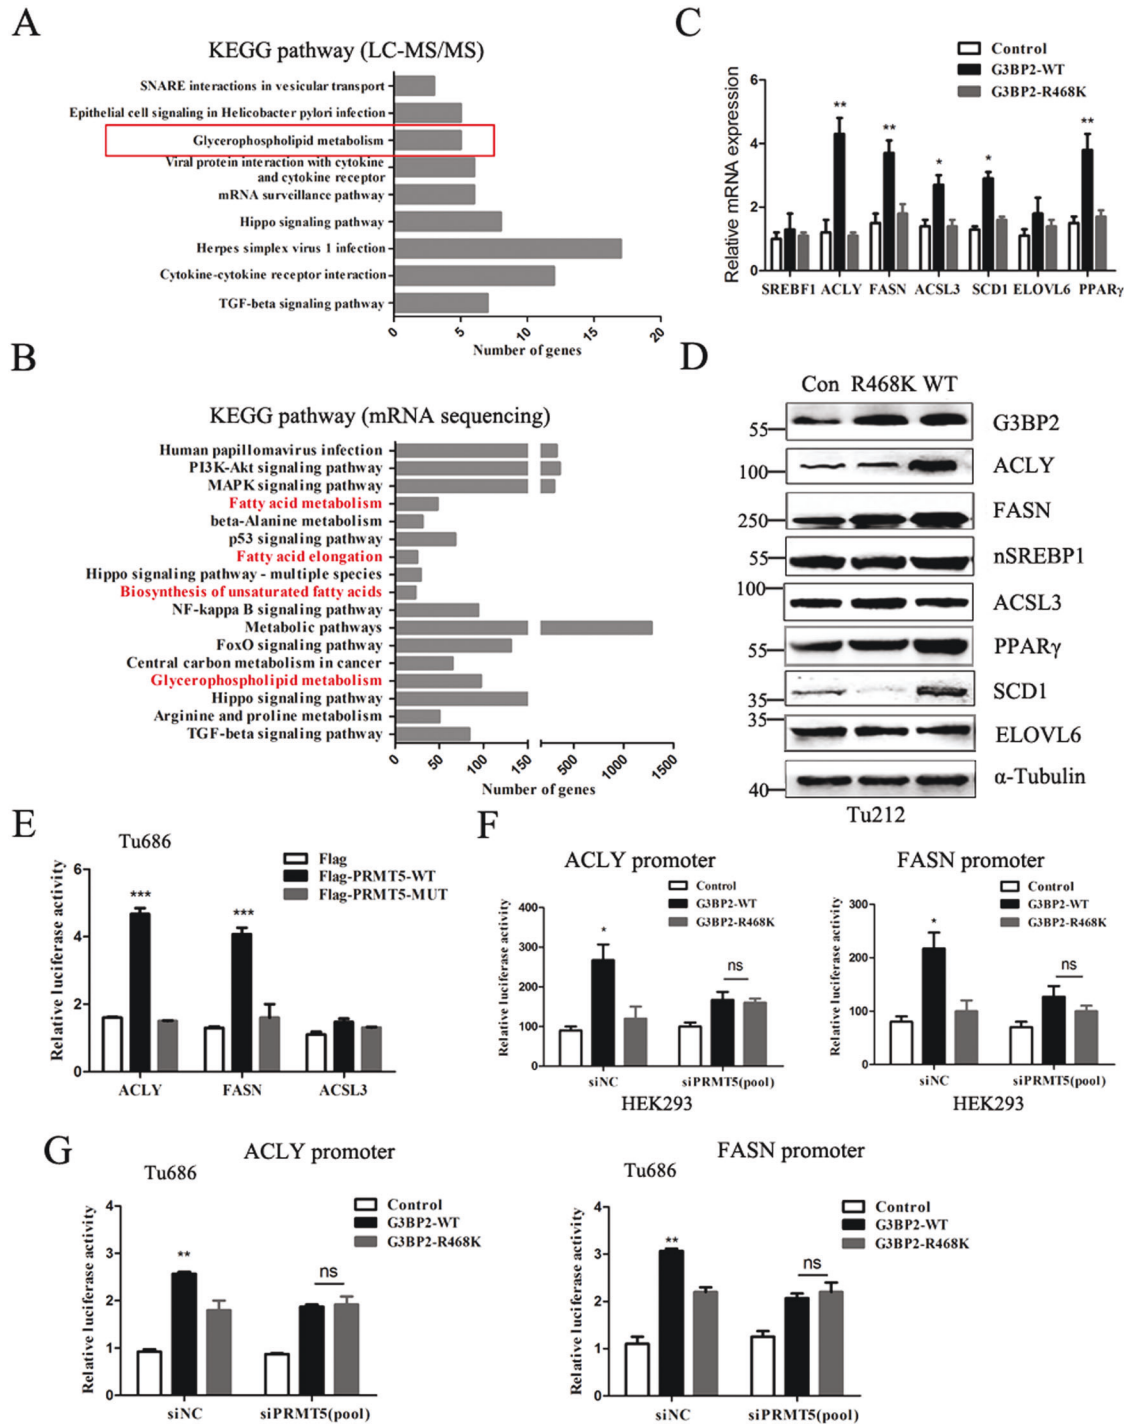 A
KEGG pathway (LC-MS/MS)
SNARE interactions in vesicular transport
Epithelial cell signaling in Helicobacter pylori infection
Glycerophospholipid metabolism
Viral protein interaction with cytokine
and cytokine receptor
mRNA surveillance pathway
Hippo signaling pathway
Herpes simplex virus 1 infection
Cytokine-cytokine receptor interaction
TGF-beta signaling pathway
0 5 10 15 20
Number of genes
B
KEGG pathway (mRNA sequencing)
Human papillomavirus infection
PI3K-Akt signaling pathway
MAPK signaling pathway
Fatty acid metabolism
beta-Alanine metabolism
p53 signaling pathway
Fatty acid elongation
Hippo signaling pathway - multiple species
Biosynthesis of unsaturated fatty acids
NF-kappa B signaling pathway
Metabolic pathways
FoxO signaling pathway
Central carbon metabolism in cancer
Glycerophospholipid metabolism
Hippo signaling pathway
Arginine and proline metabolism
TGF-beta signaling pathway
0 50 100 150 500 1000 1500
Number of genes
C
Control
G3BP2-WT
G3BP2-R468K
Relative mRNA expression
6
4
2
0
** ** * * **
SREBF1 ACLY FASN ACSL3 SCD1 ELOVL6 PPARγ
D
Con R468K WT
55 G3BP2
100 ACLY
250 FASN
55 nSREBP1
100 ACSL3
55 PPARγ
35 SCD1
35 ELOVL6
40 α-Tubulin
Tu212
E
Tu686
Flag
Flag-PRMT5-WT
Flag-PRMT5-MUT
Relative luciferase activity
6
4
2
0
*** ***
ACLY FASN ACSL3
F
ACLY promoter
Control
G3BP2-WT
G3BP2-R468K
Relative luciferase activity
400
300
200
100
0
* ns
siNC siPRMT5(pool)
HEK293
FASN promoter
Control
G3BP2-WT
G3BP2-R468K
Relative luciferase activity
300
200
100
0
* ns
siNC siPRMT5(pool)
HEK293
G
ACLY promoter
Tu686
Control
G3BP2-WT
G3BP2-R468K
Relative luciferase activity
4
3
2
1
0
** ns
siNC siPRMT5(pool)
FASN promoter
Tu686
Control
G3BP2-WT
G3BP2-R468K
Relative luciferase activity
4
3
2
1
0
** ns
siNC siPRMT5(pool)